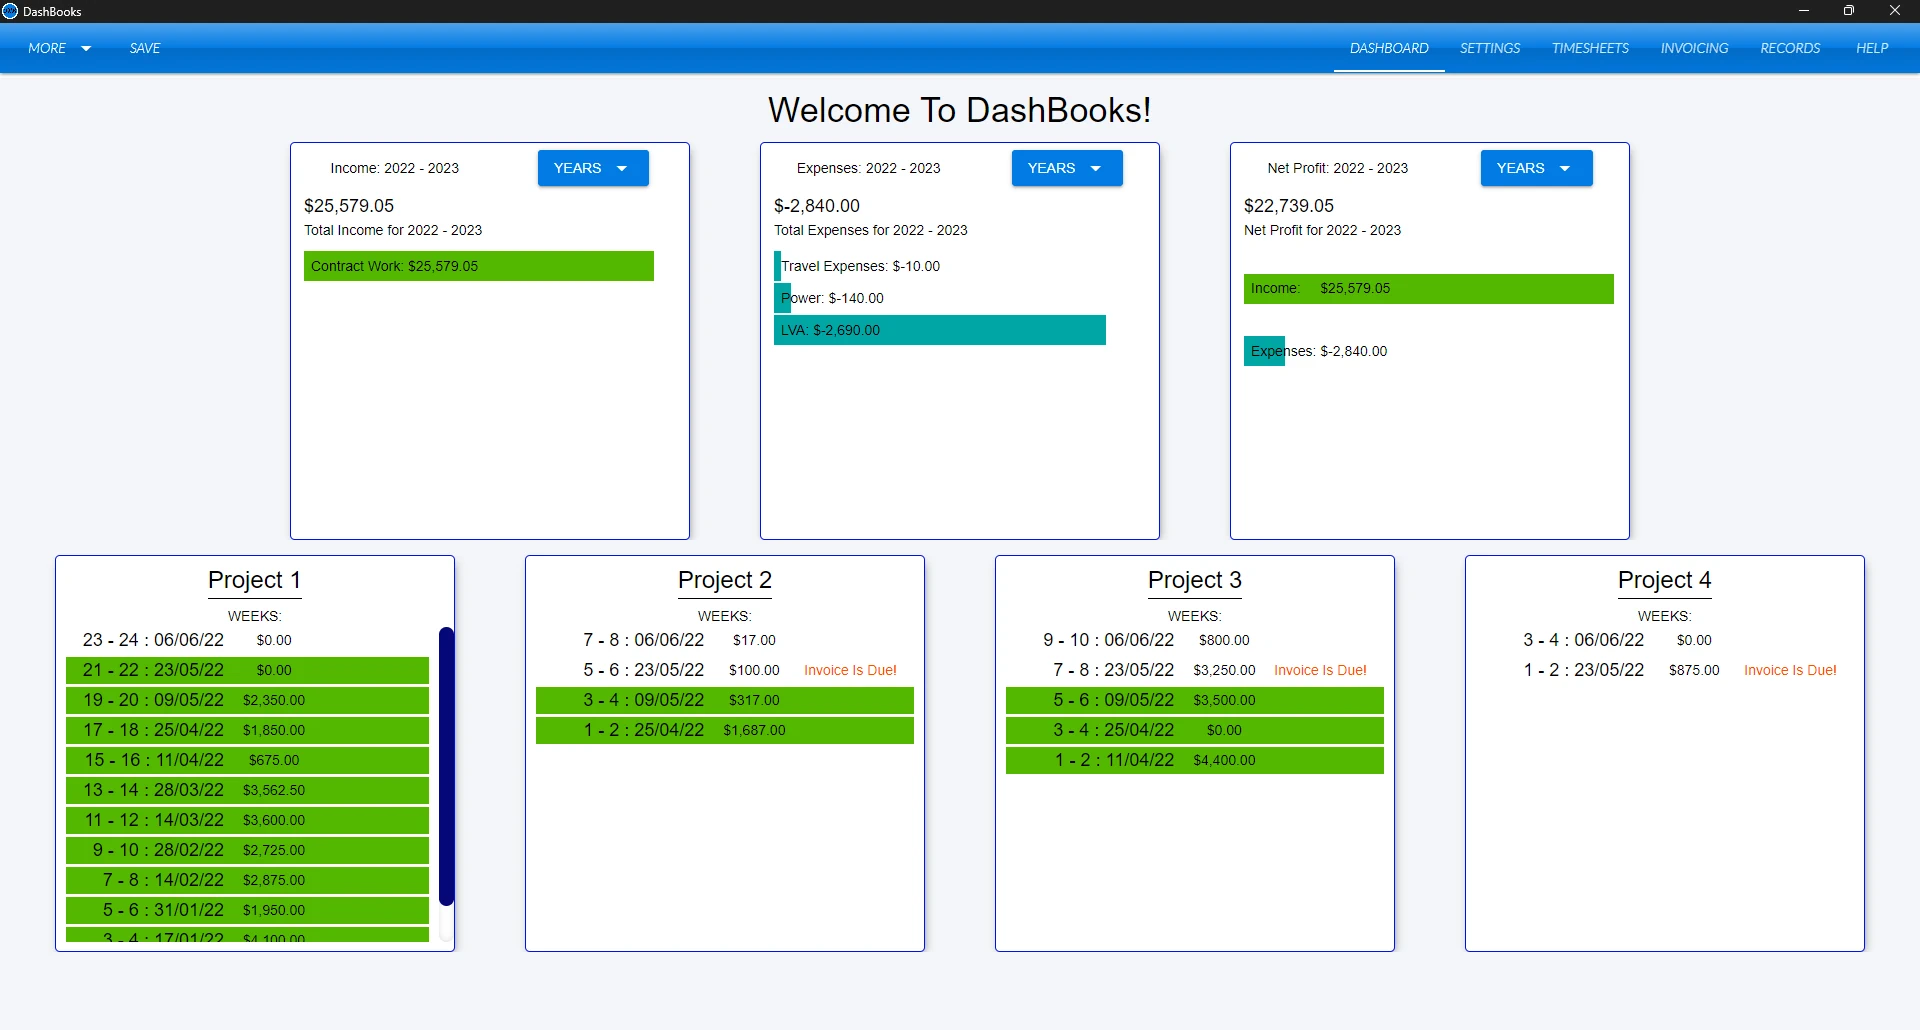 DashBooks
MORE SAVE DASHBOARD SETTINGS TIMESHEETS INVOICING RECORDS HELP
Welcome To DashBooks!
Income: 2022 - 2023 YEARS
$25,579.05
Total Income for 2022 - 2023
Contract Work: $25,579.05
Expenses: 2022 - 2023 YEARS
$-2,840.00
Total Expenses for 2022 - 2023
Travel Expenses: $-10.00
Power: $-140.00
LVA: $-2,690.00
Net Profit: 2022 - 2023 YEARS
$22,739.05
Net Profit for 2022 - 2023
Income: $25,579.05
Expenses: $-2,840.00
Project 1
WEEKS:
23 - 24 : 06/06/22 $0.00
21 - 22 : 23/05/22 $0.00
19 - 20 : 09/05/22 $2,350.00
17 - 18 : 25/04/22 $1,850.00
15 - 16 : 11/04/22 $675.00
13 - 14 : 28/03/22 $3,562.50
11 - 12 : 14/03/22 $3,600.00
9 - 10 : 28/02/22 $2,725.00
7 - 8 : 14/02/22 $2,875.00
5 - 6 : 31/01/22 $1,950.00
3 - 4 : 17/01/22 $4,100.00
Project 2
WEEKS:
7 - 8 : 06/06/22 $17.00
5 - 6 : 23/05/22 $100.00 Invoice Is Due!
3 - 4 : 09/05/22 $317.00
1 - 2 : 25/04/22 $1,687.00
Project 3
WEEKS:
9 - 10 : 06/06/22 $800.00
7 - 8 : 23/05/22 $3,250.00 Invoice Is Due!
5 - 6 : 09/05/22 $3,500.00
3 - 4 : 25/04/22 $0.00
1 - 2 : 11/04/22 $4,400.00
Project 4
WEEKS:
3 - 4 : 06/06/22 $0.00
1 - 2 : 23/05/22 $875.00 Invoice Is Due!